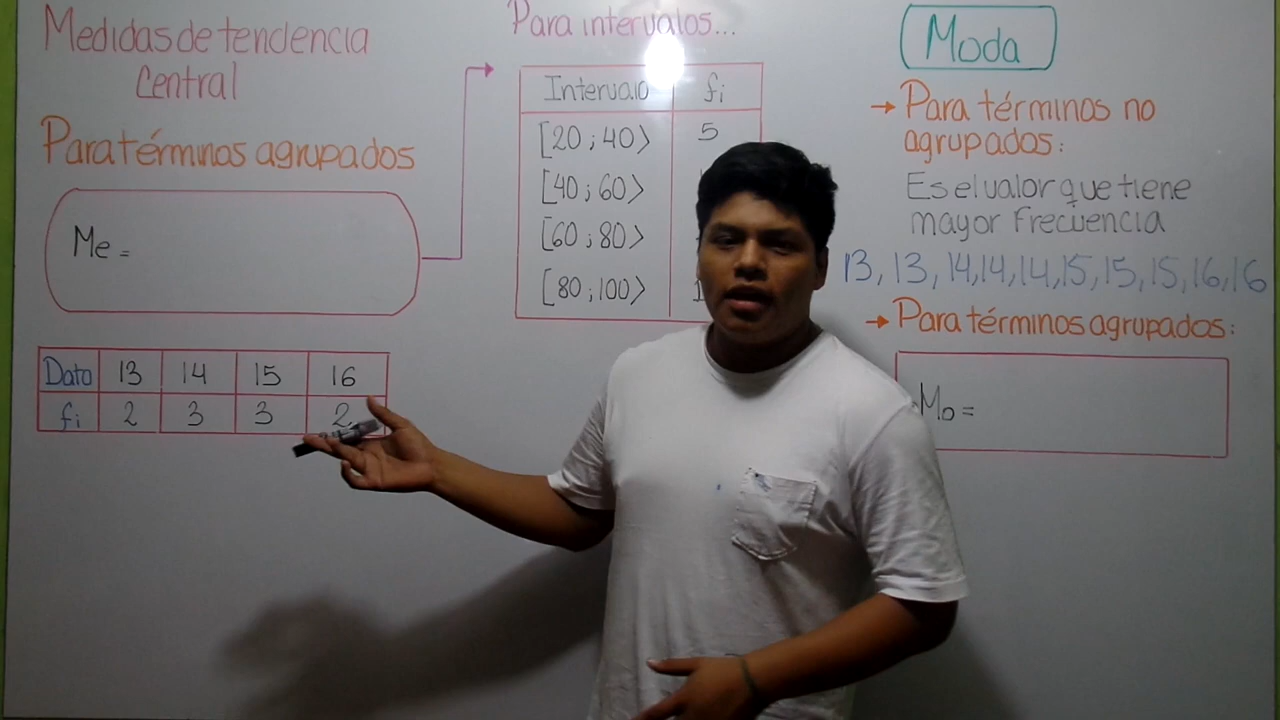 Medidas de tendencia
Central
Para términos agrupados
Me =
Dato 13 14 15 16
fi 2 3 3 2
Para intervalos...
Intervalo fi
[20 ; 40⟩ 5
[40 ; 60⟩
[60 ; 80⟩
[80 ; 100⟩
Moda
→ Para términos no
agrupados:
Es el valor que tiene
mayor Frecuencia
13, 13, 14, 14, 14, 15, 15, 15, 16, 16
→ Para términos agrupados:
Mo =